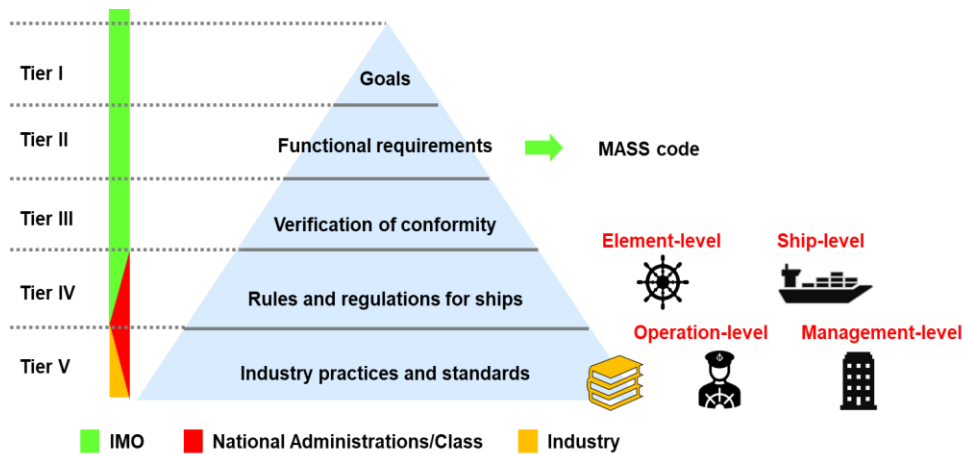 Tier I
Goals
Tier II
Functional requirements
MASS code
Tier III
Verification of conformity
Element-level
Ship-level
Tier IV
Rules and regulations for ships
Operation-level
Management-level
Tier V
Industry practices and standards
IMO
National Administrations/Class
Industry